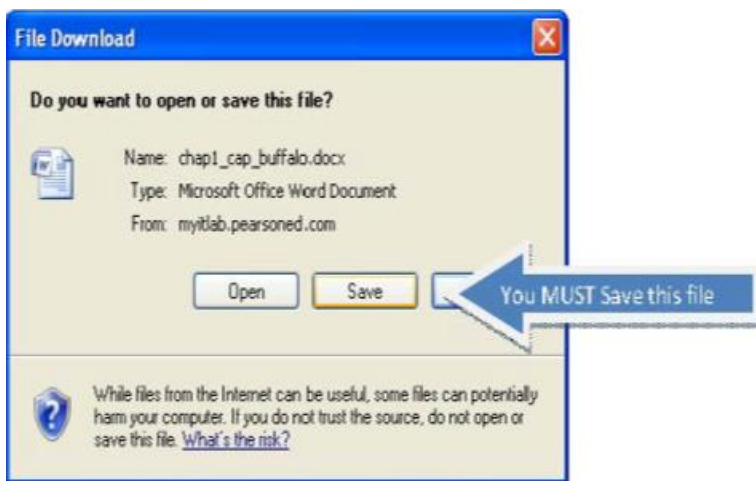 File Download
Do you want to open or save this file?
Name: chap1_cap_buffalo.docx
Type: Microsoft Office Word Document
From: myitlab.pearsoned.com
Open Save
You MUST Save this file
While files from the Internet can be useful, some files can potentially
harm your computer. If you do not trust the source, do not open or
save this file. What's the risk?